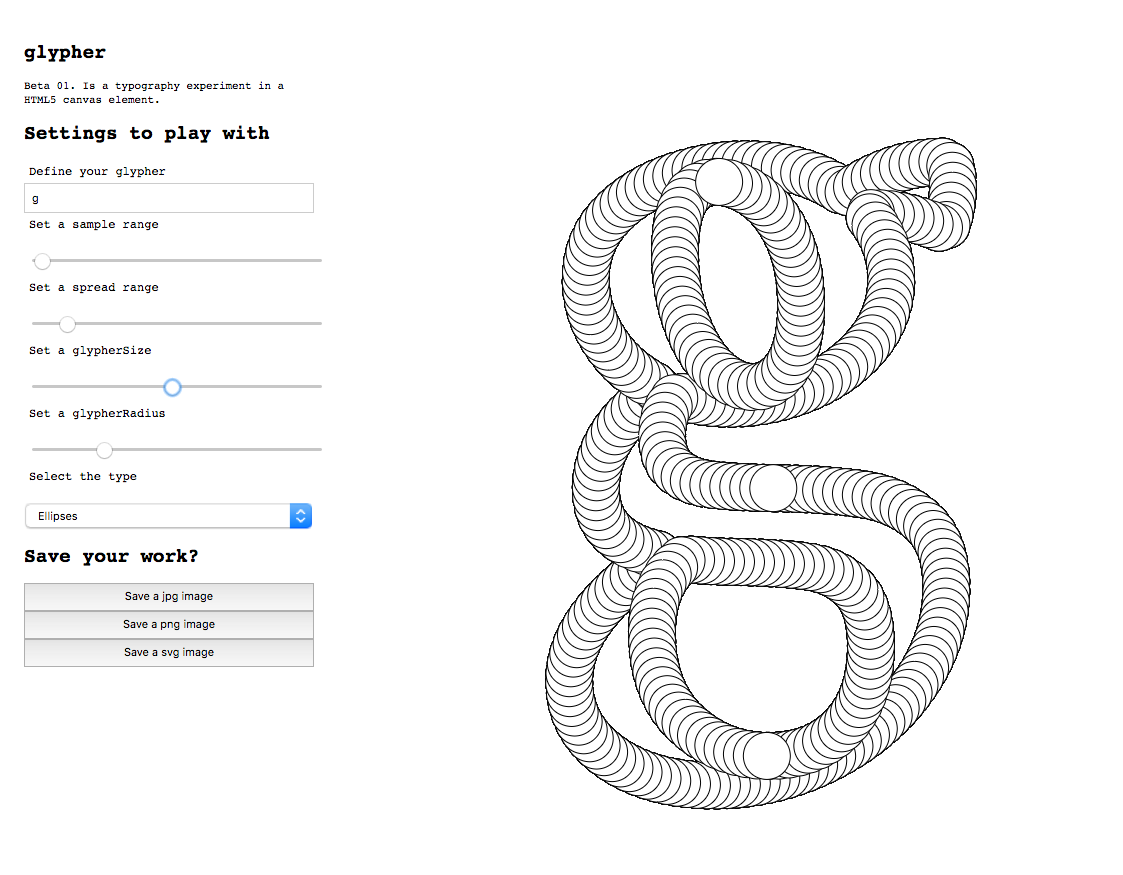 glypher
Beta 01. Is a typography experiment in a
HTML5 canvas element.
Settings to play with
Define your glypher
g
Set a sample range
Set a spread range
Set a glypherSize
Set a glypherRadius
Select the type
Ellipses
Save your work?
Save a jpg image
Save a png image
Save a svg image
g